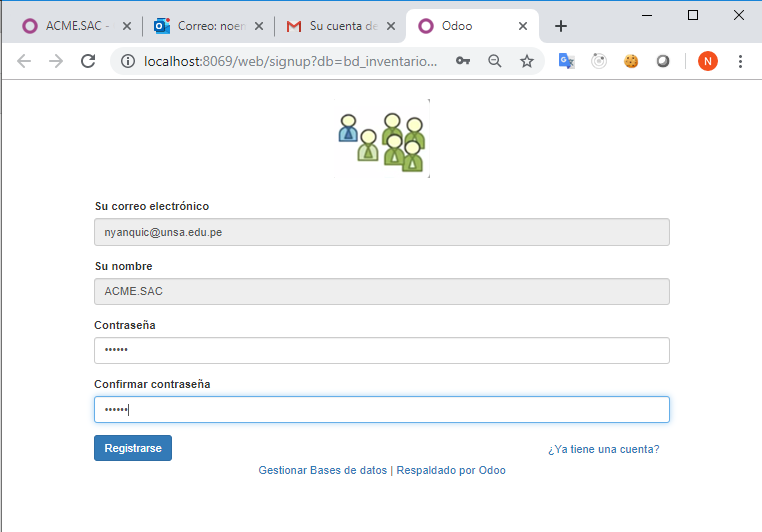 ACME.SAC -
Correo: noen
Su cuenta de
Odoo
localhost:8069/web/signup?db=bd_inventario...
N
Su correo electrónico
nyanquic@unsa.edu.pe
Su nombre
ACME.SAC
Contraseña
••••••
Confirmar contraseña
••••••
Registrarse
¿Ya tiene una cuenta?
Gestionar Bases de datos | Respaldado por Odoo